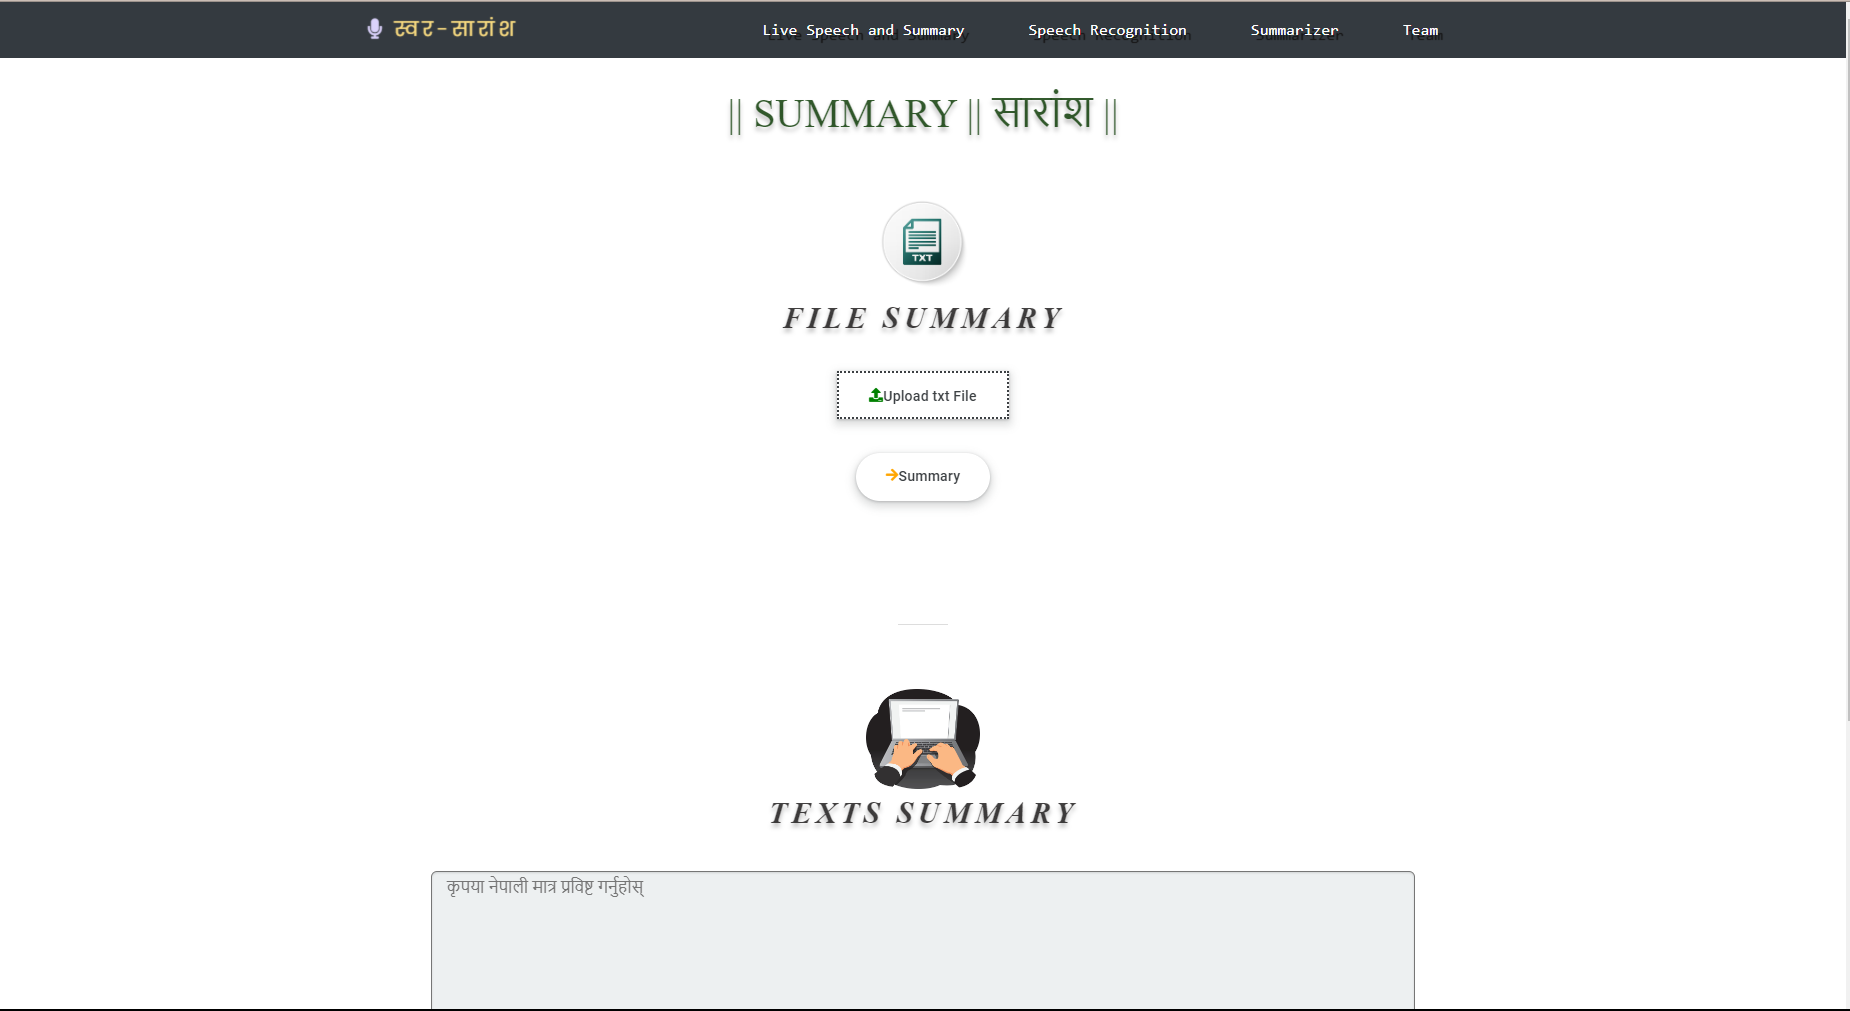 स्वर-सारांश
Live Speech and Summary Speech Recognition Summarizer Team
|| SUMMARY || सारांश ||
TXT
FILE SUMMARY
Upload txt File
Summary
TEXTS SUMMARY
कृपया नेपाली मात्र प्रविष्ट गर्नुहोस्